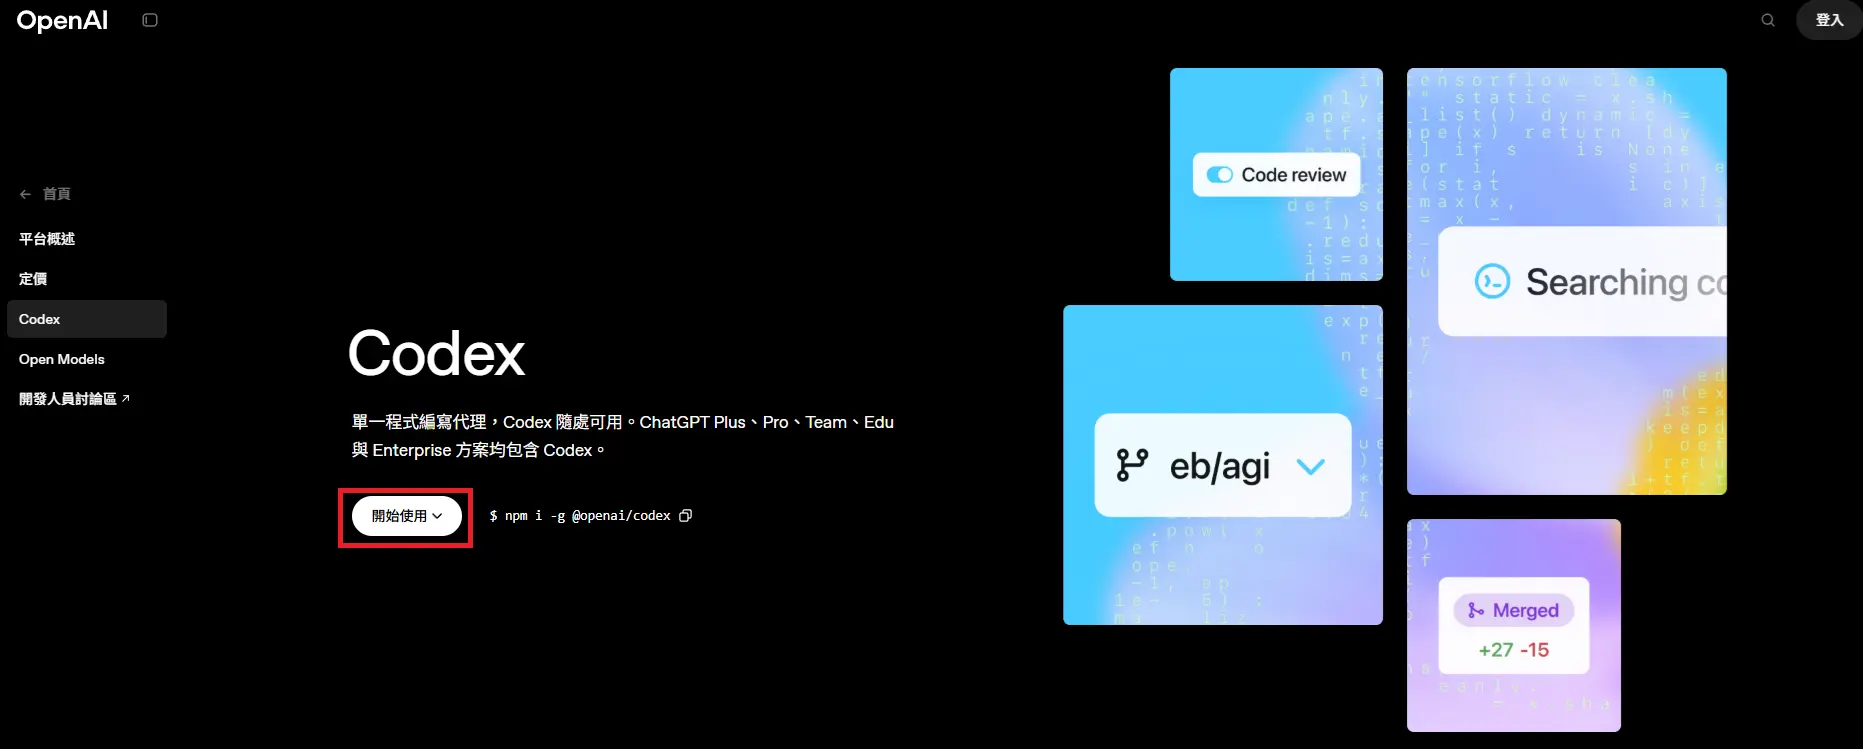 OpenAI
登入
← 首頁
平台概述
定價
Codex
Open Models
開發人員討論區 ↗
Codex
單一程式編寫代理，Codex 隨處可用。ChatGPT Plus、Pro、Team、Edu
與 Enterprise 方案均包含 Codex。
開始使用
$ npm i -g @openai/codex
Code review
Searching co
eb/agi
Merged
+27 -15